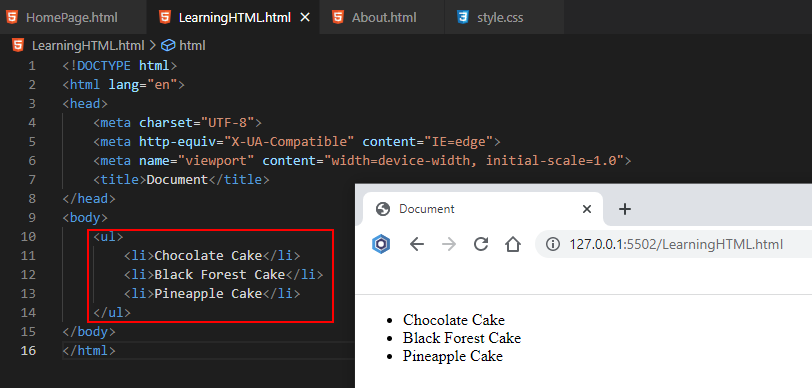 HomePage.html LearningHTML.html About.html style.css
LearningHTML.html > html
1 <!DOCTYPE html>
2 <html lang="en">
3 <head>
4 <meta charset="UTF-8">
5 <meta http-equiv="X-UA-Compatible" content="IE=edge">
6 <meta name="viewport" content="width=device-width, initial-scale=1.0">
7 <title>Document</title>
8 </head>
9 <body>
10 <ul>
11 <li>Chocolate Cake</li>
12 <li>Black Forest Cake</li>
13 <li>Pineapple Cake</li>
14 </ul>
15 </body>
16 </html>
Document
127.0.0.1:5502/LearningHTML.html
• Chocolate Cake
• Black Forest Cake
• Pineapple Cake